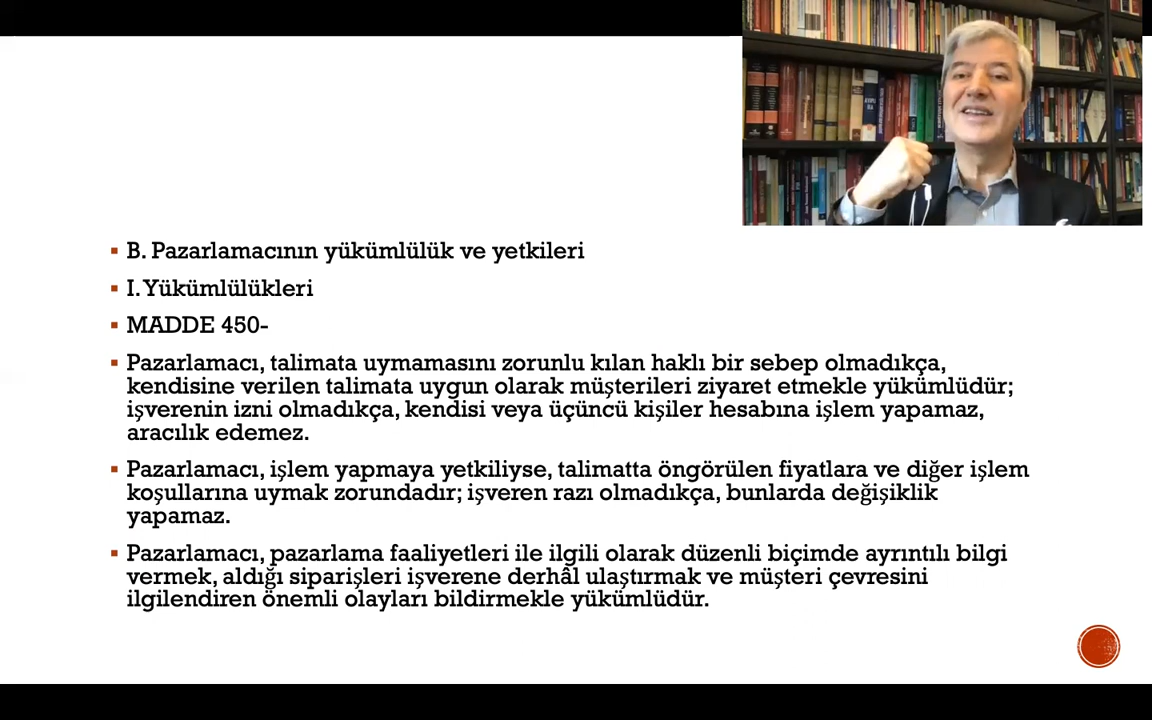 B. Pazarlamacının yükümlülük ve yetkileri
I. Yükümlülükleri
MADDE 450-
Pazarlamacı, talimata uymamasını zorunlu kılan haklı bir sebep olmadıkça,
kendisine verilen talimata uygun olarak müşterileri ziyaret etmekle yükümlüdür;
işverenin izni olmadıkça, kendisi veya üçüncü kişiler hesabına işlem yapamaz,
aracılık edemez.
Pazarlamacı, işlem yapmaya yetkiliyse, talimatta öngörülen fiyatlara ve diğer işlem
koşullarına uymak zorundadır; işveren razı olmadıkça, bunlarda değişiklik
yapamaz.
Pazarlamacı, pazarlama faaliyetleri ile ilgili olarak düzenli biçimde ayrıntılı bilgi
vermek, aldığı siparişleri işverene derhâl ulaştırmak ve müşteri çevresini
ilgilendiren önemli olayları bildirmekle yükümlüdür.